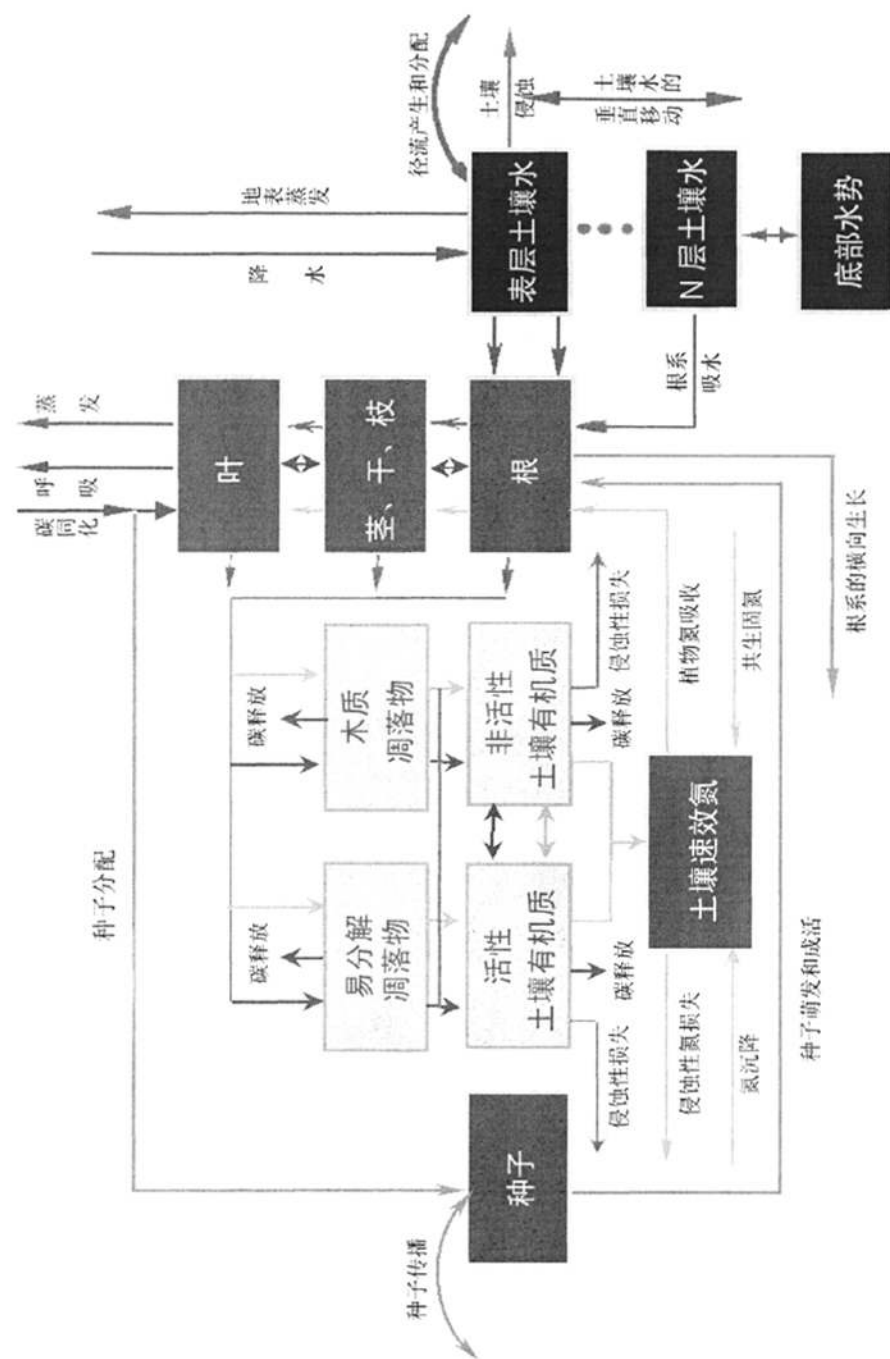 碳同化
呼吸
蒸发
种子分配
叶
降水
地表蒸发
碳释放
碳释放
易分解
凋落物
木质
凋落物
茎、干、枝
种子传播
径流产生和分配
种子
活性
土壤有机质
非活性
土壤有机质
根
表层土壤水
土壤
侵蚀
土壤水的
垂直移动
侵蚀性损失
碳释放
碳释放
侵蚀性损失
根系
吸水
N 层土壤水
侵蚀性氮损失
植物氮吸收
土壤速效氮
氮沉降
共生固氮
种子萌发和成活
根系的横向生长
底部水势